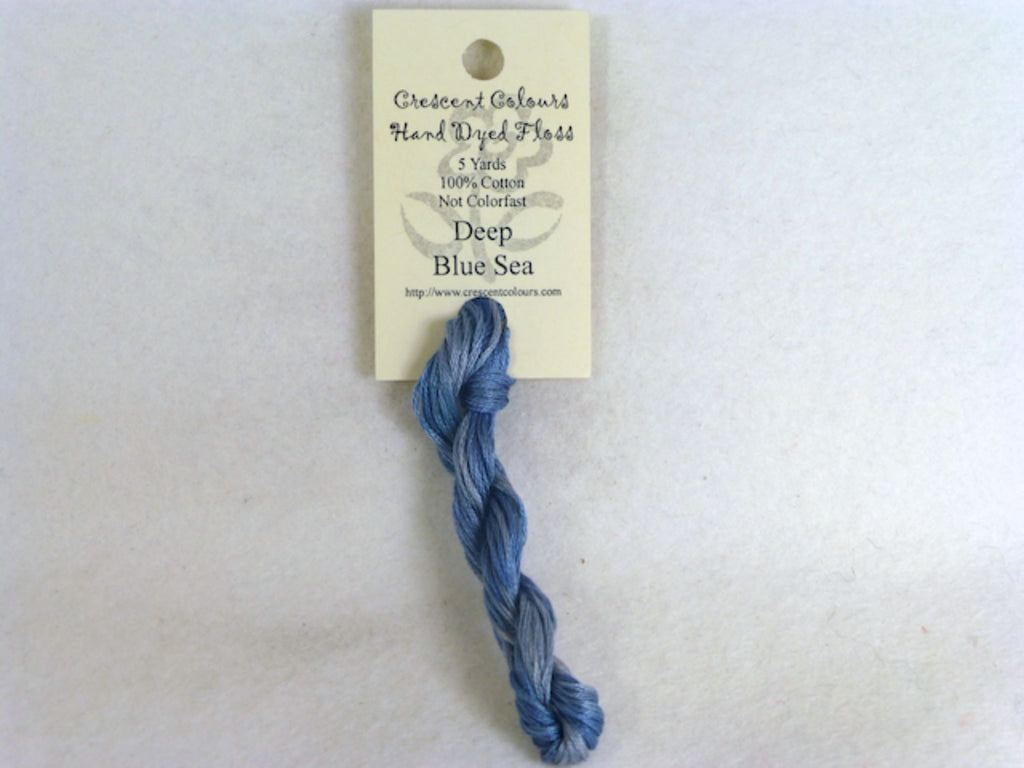 Crescent Colours
Hand Dyed Floss
5 Yards
100% Cotton
Not Colorfast
Deep
Blue Sea
http://www.crescentcolours.com